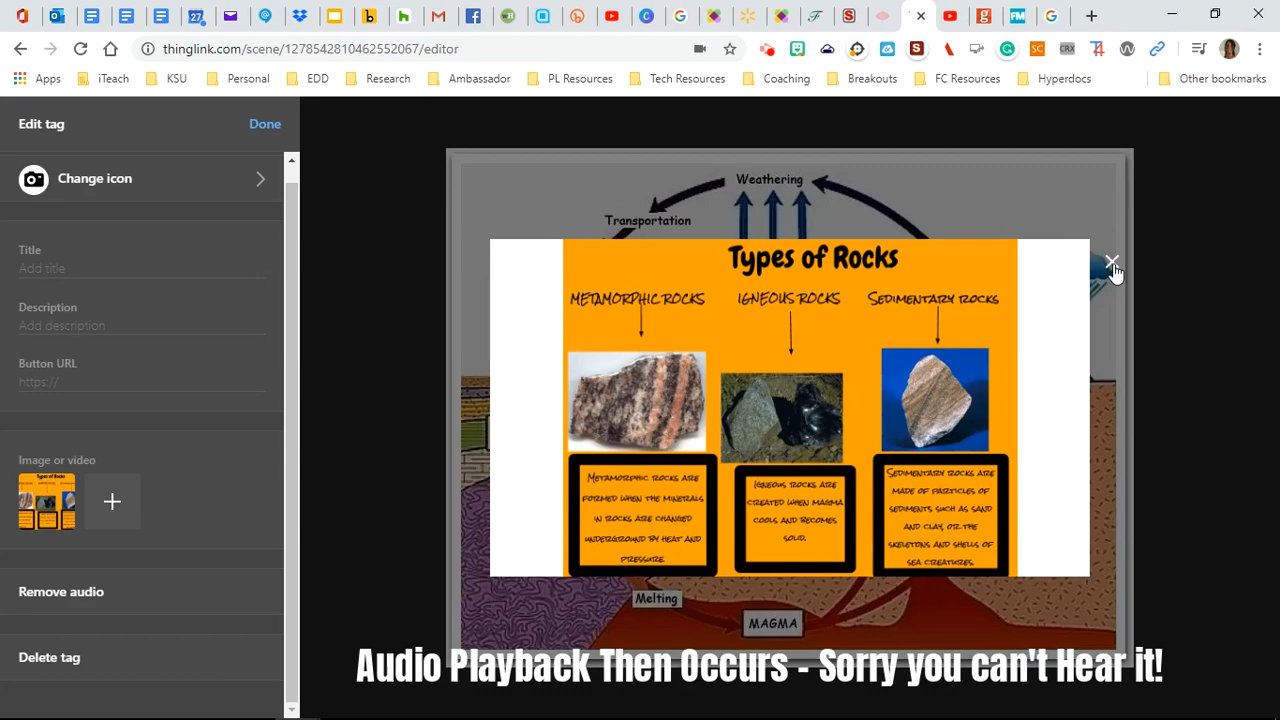 27
thinglink.com/scene/1278542810462552067/editor
Apps iTeach KSU Personal EDD Research Ambassador PL Resources Tech Resources Coaching Breakouts FC Resources Hyperdocs Other bookmarks
Edit tag Done
Change icon
Title
Add title
Description
Add description
Button URL
https://
Image or video
Remove audio
Delete tag
Weathering
Transportation
Types of Rocks
METAMORPHIC ROCKS
IGNEOUS ROCKS
SEDIMENTARY ROCKS
METAMORPHIC ROCKS ARE
FORMED WHEN THE MINERALS
IN ROCKS ARE CHANGED
UNDERGROUND BY HEAT AND
PRESSURE.
IGNEOUS ROCKS ARE
CREATED WHEN MAGMA
COOLS AND BECOMES
SOLID.
SEDIMENTARY ROCKS ARE
MADE OF PARTICLES OF
SEDIMENTS SUCH AS SAND
AND CLAY, OR THE
SKELETONS AND SHELLS OF
SEA CREATURES.
Melting
MAGMA
Audio Playback Then Occurs - Sorry you can't Hear it!